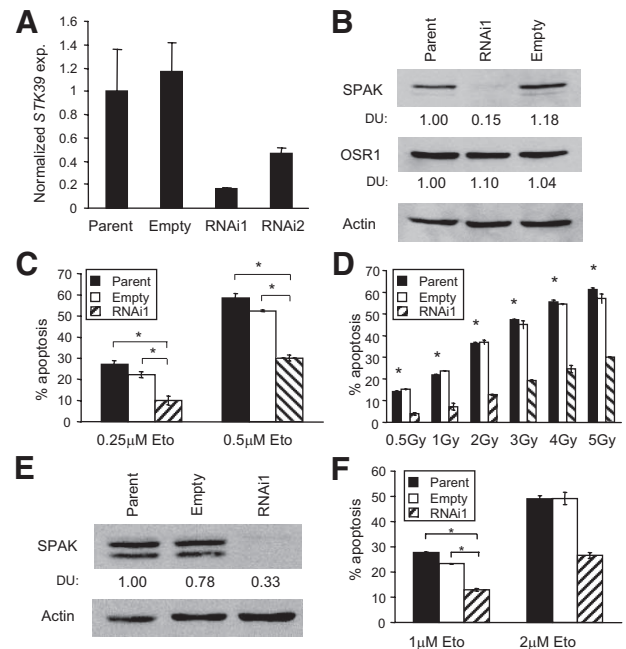 A
Normalized STK39 exp.
1.6
1.4
1.2
1
0.8
0.6
0.4
0.2
0
Parent Empty RNAi1 RNAi2
B
Parent RNAi1 Empty
SPAK
DU: 1.00 0.15 1.18
OSR1
DU: 1.00 1.10 1.04
Actin
C
% apoptosis
70
60
50
40
30
20
10
0
Parent
Empty
RNAi1
* *
* *
0.25μM Eto 0.5μM Eto
D
% apoptosis
70
60
50
40
30
20
10
0
Parent
Empty
RNAi1
* * * * * *
0.5Gy 1Gy 2Gy 3Gy 4Gy 5Gy
E
Parent Empty RNAi1
SPAK
DU: 1.00 0.78 0.33
Actin
F
% apoptosis
60
50
40
30
20
10
0
Parent
Empty
RNAi1
*
*
1μM Eto 2μM Eto